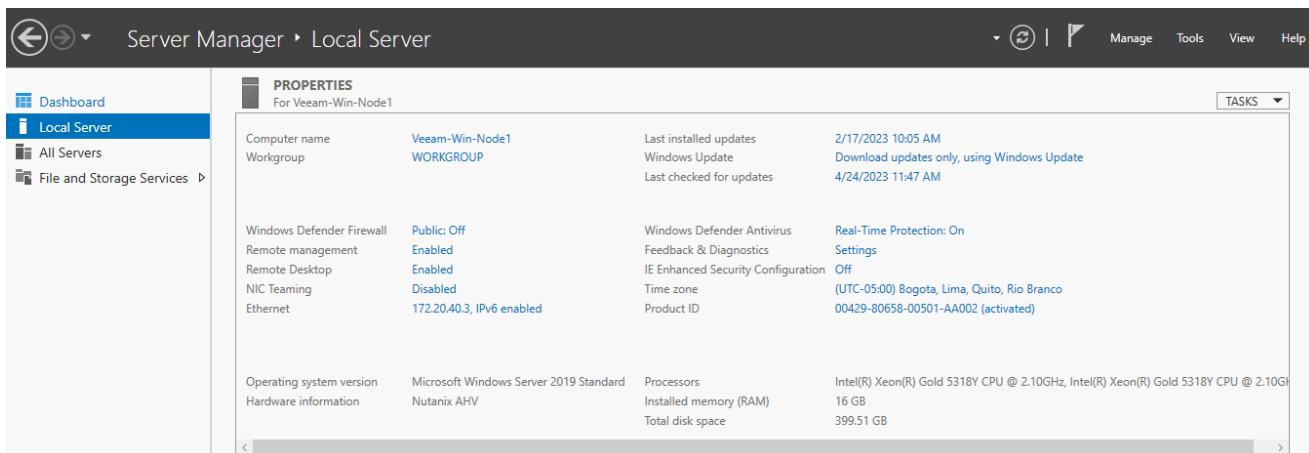 Server Manager ‣ Local Server
Manage Tools View Help
Dashboard
Local Server
All Servers
File and Storage Services
PROPERTIES
For Veeam-Win-Node1
TASKS
Computer name Veeam-Win-Node1 Last installed updates 2/17/2023 10:05 AM
Workgroup WORKGROUP Windows Update Download updates only, using Windows Update
Last checked for updates 4/24/2023 11:47 AM
Windows Defender Firewall Public: Off Windows Defender Antivirus Real-Time Protection: On
Remote management Enabled Feedback & Diagnostics Settings
Remote Desktop Enabled IE Enhanced Security Configuration Off
NIC Teaming Disabled Time zone (UTC-05:00) Bogota, Lima, Quito, Rio Branco
Ethernet 172.20.40.3, IPv6 enabled Product ID 00429-80658-00501-AA002 (activated)
Operating system version Microsoft Windows Server 2019 Standard Processors Intel(R) Xeon(R) Gold 5318Y CPU @ 2.10GHz, Intel(R) Xeon(R) Gold 5318Y CPU @
Hardware information Nutanix AHV Installed memory (RAM) 16 GB
Total disk space 399.51 GB